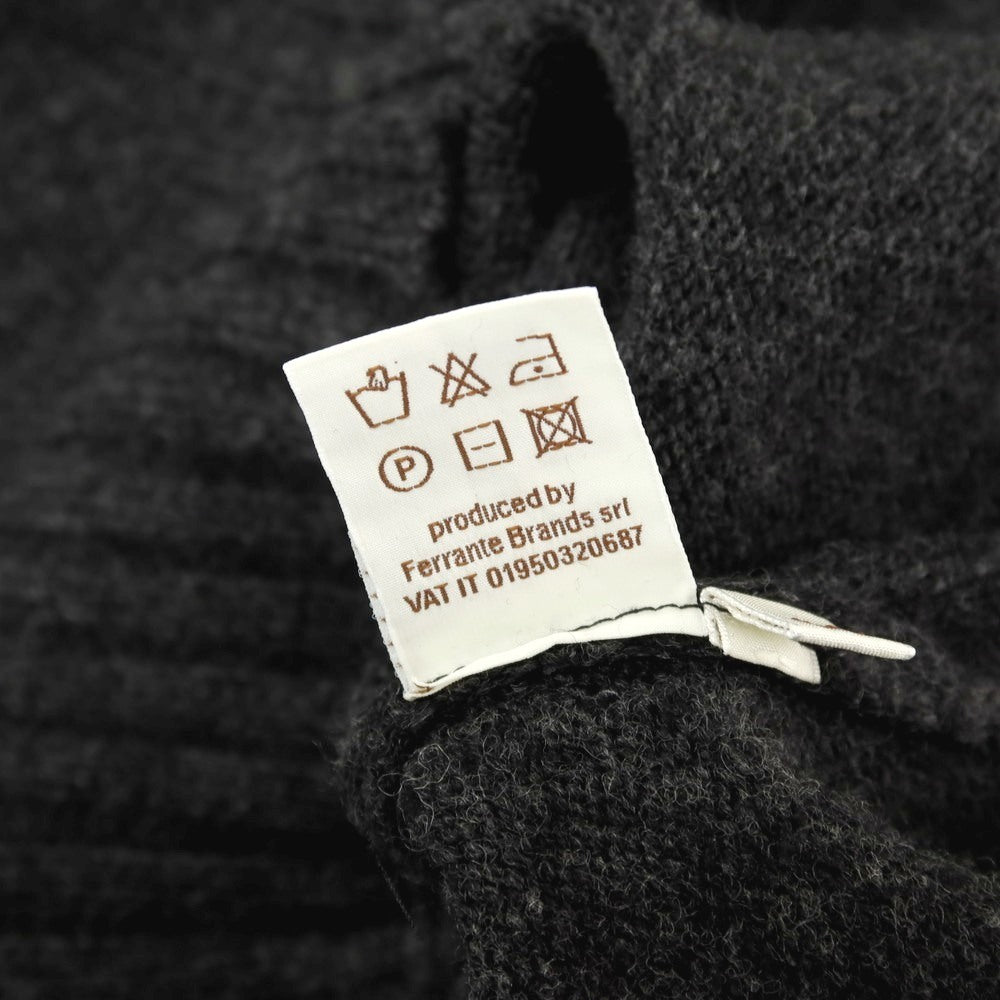 P
produced by
Ferrante Brands srl
VAT IT 01950320687